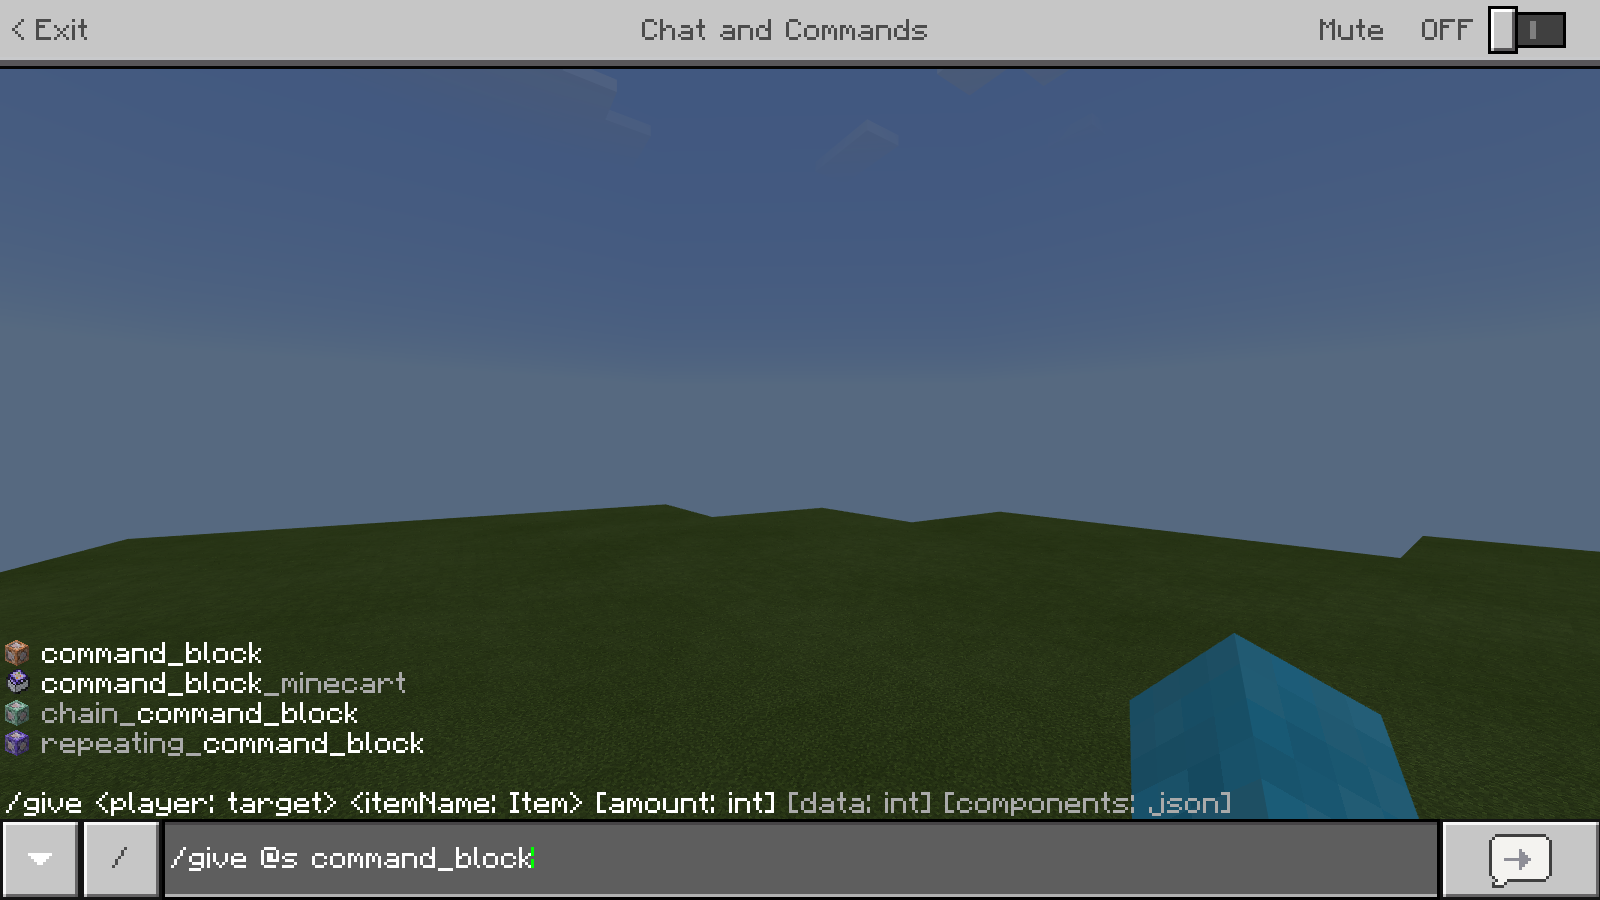 < Exit
Chat and Commands
Mute OFF
command_block
command_block_minecart
chain_command_block
repeating_command_block
/give <player: target> <itemName: Item> [amount: int] [data: int] [components: json]
/
/give @s command_block